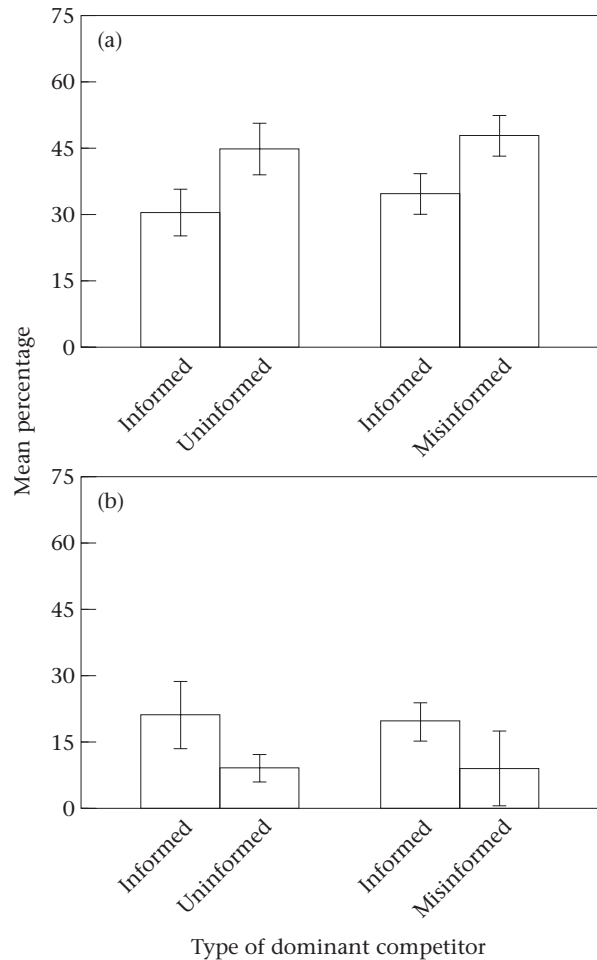 75
(a)
60
45
30
15
0
Informed
Uninformed
Informed
Misinformed
Mean percentage
75
(b)
60
45
30
15
0
Informed
Uninformed
Informed
Misinformed
Type of dominant competitor